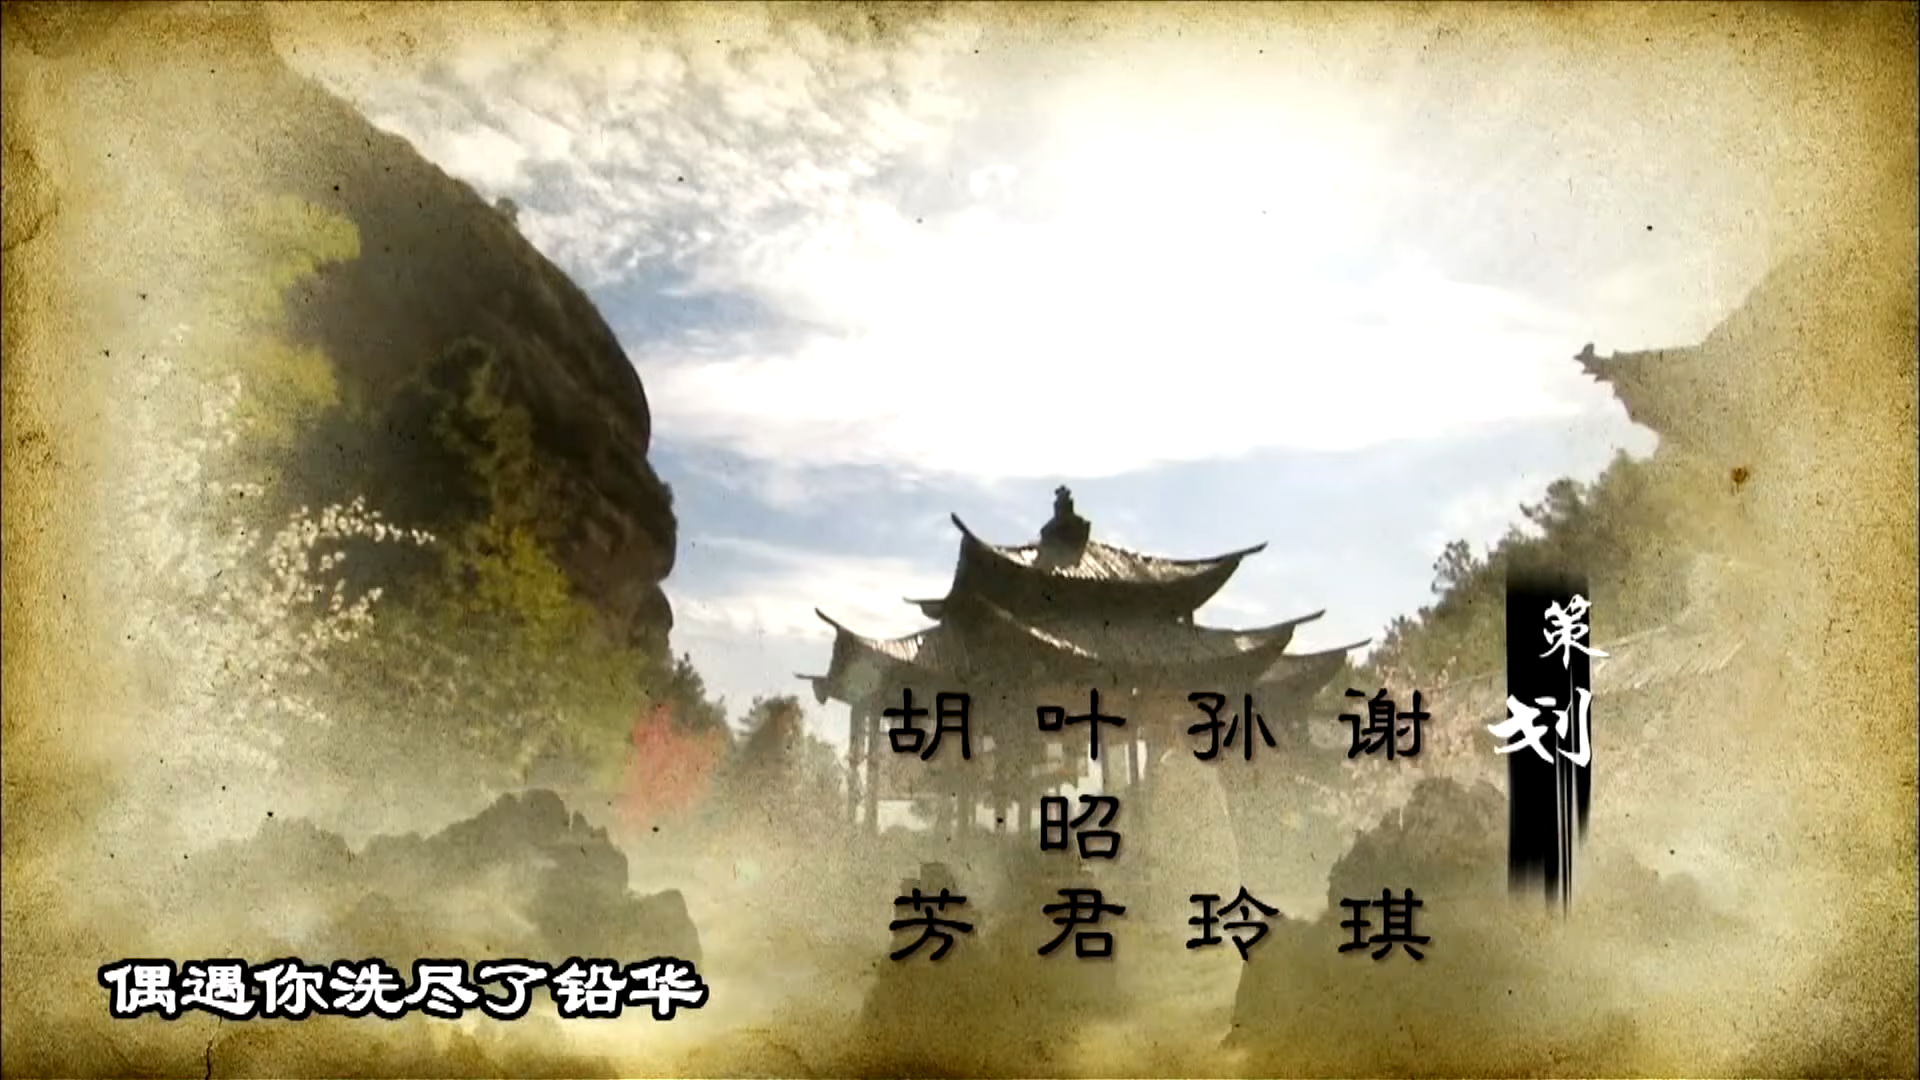 策划
谢琪
孙玲
叶昭君
胡芳
偶遇你洗尽了铅华